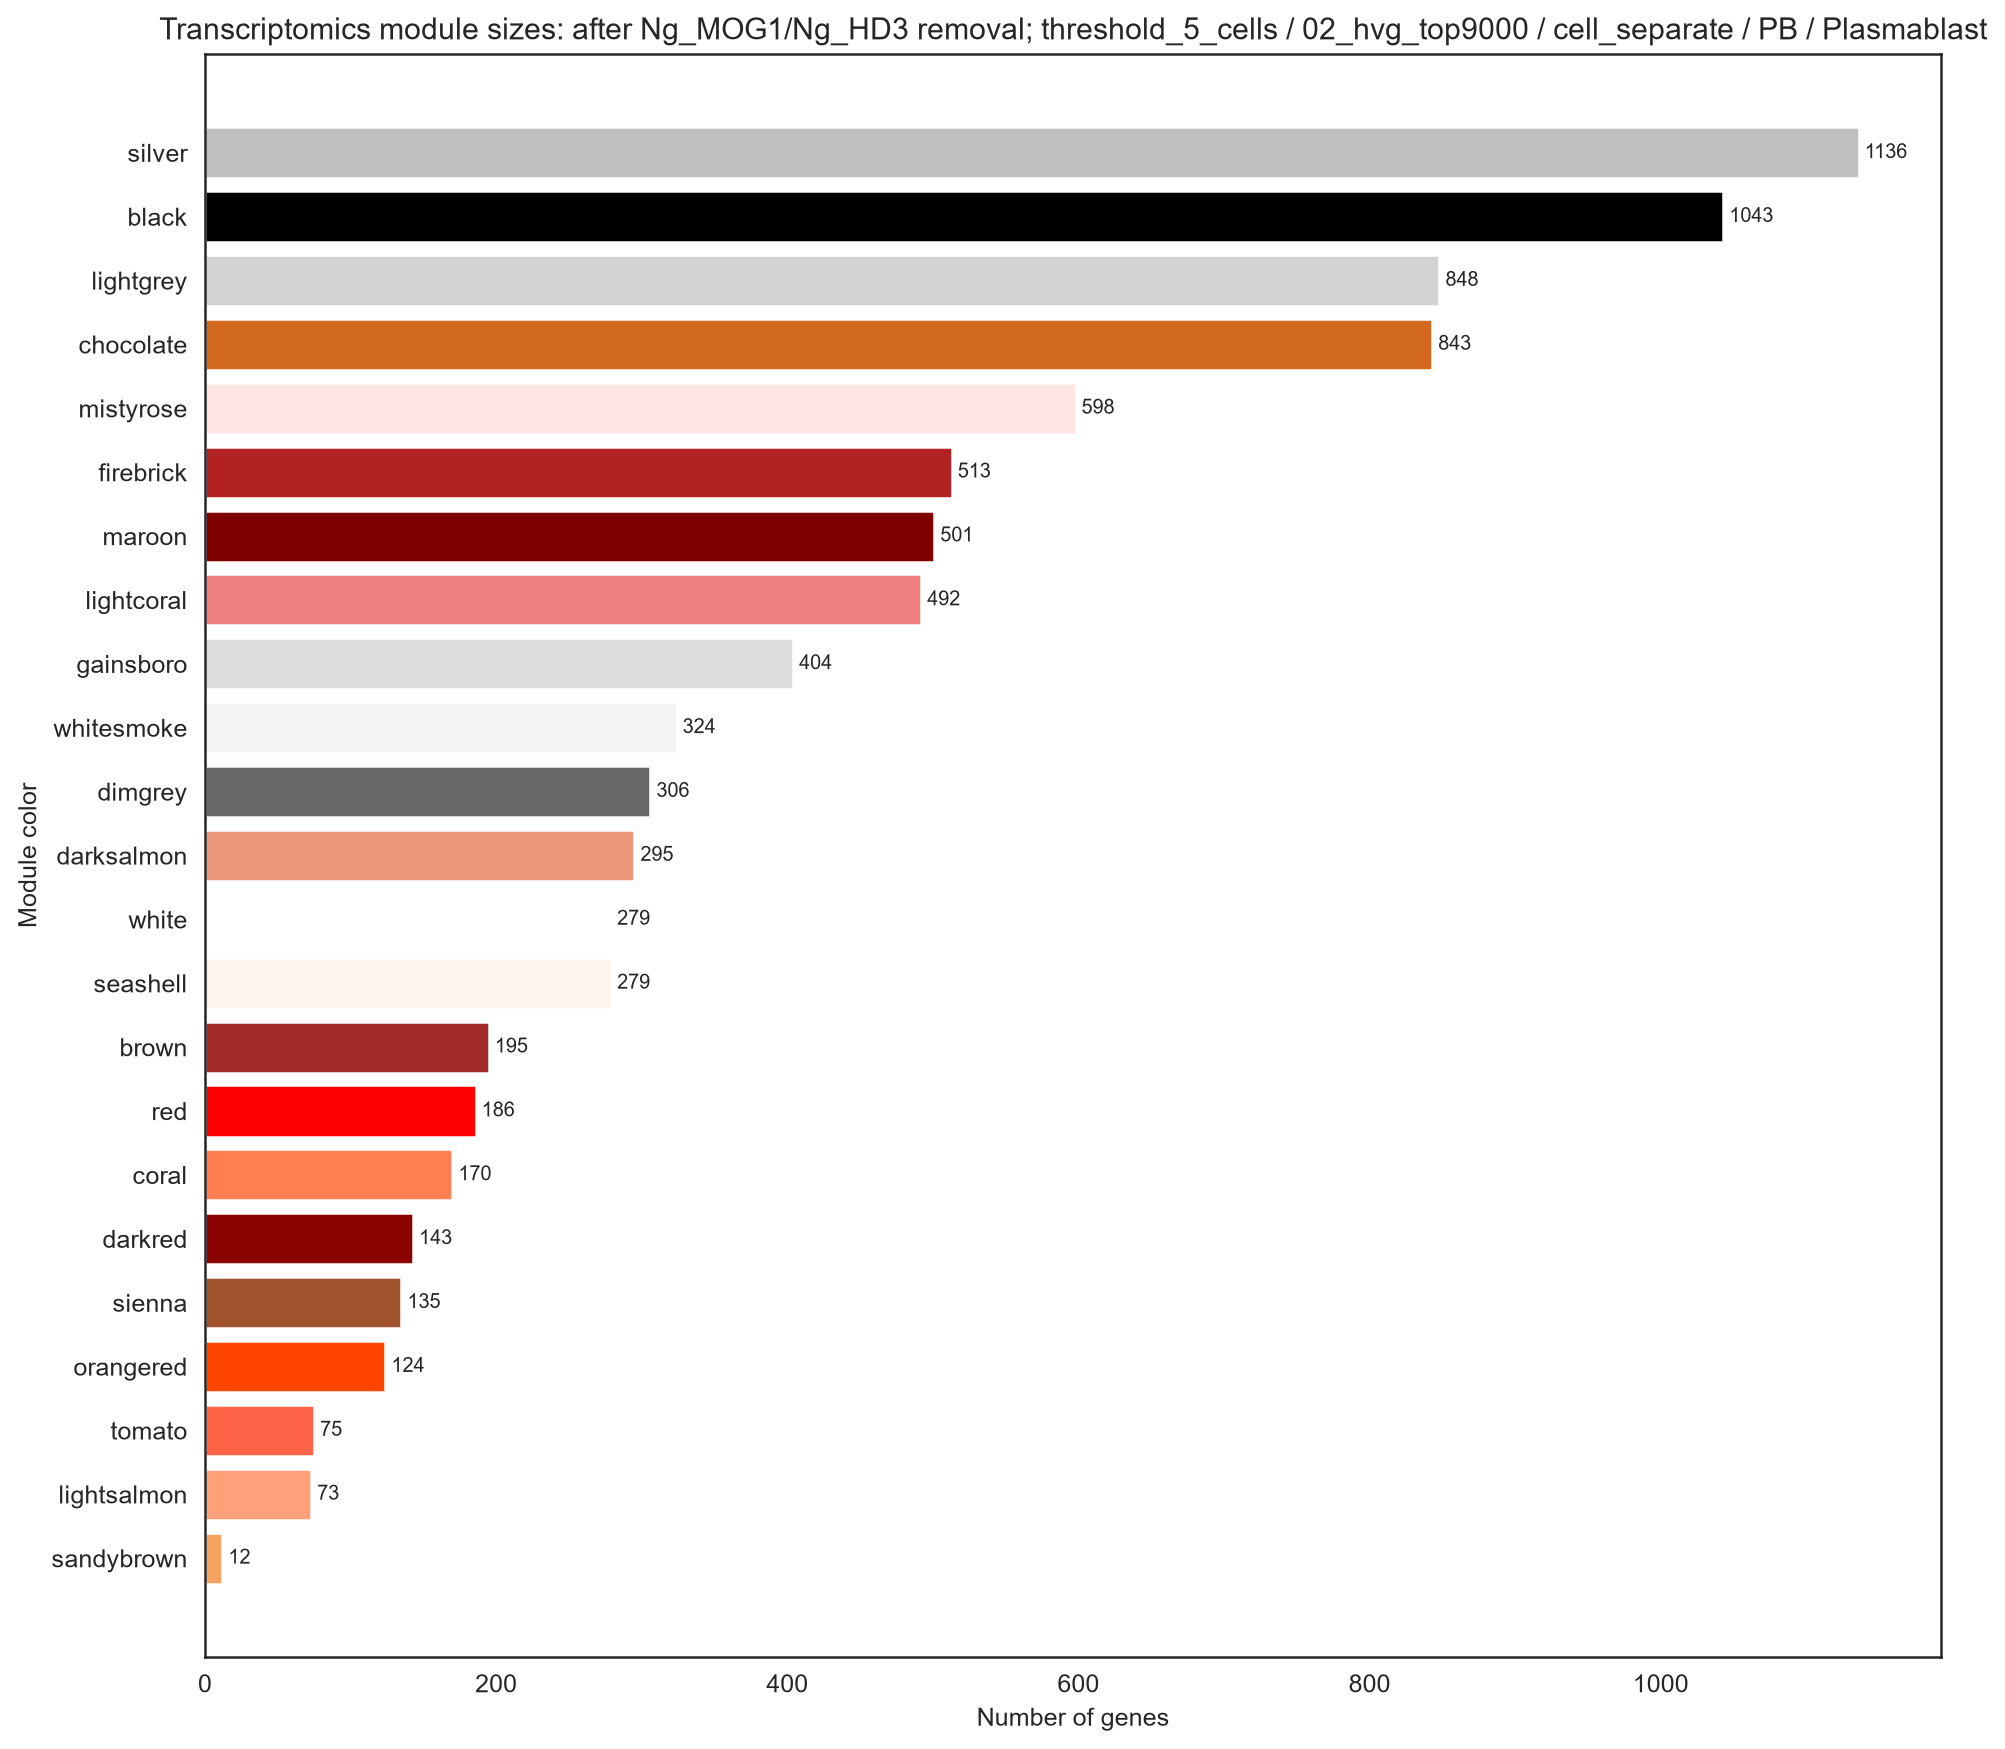 Transcriptomics module sizes: after Ng_MOG1/Ng_HD3 removal; threshold_5_cells / 02_hvg_top9000 / cell_separate / PB / Plasmablast
silver 1136
black 1043
lightgrey 848
chocolate 843
mistyrose 598
firebrick 513
maroon 501
lightcoral 492
gainsboro 404
whitesmoke 324
dimgrey 306
darksalmon 295
white 279
seashell 279
brown 195
red 186
coral 170
darkred 143
sienna 135
orangered 124
tomato 75
lightsalmon 73
sandybrown 12
Module color
0 200 400 600 800 1000
Number of genes